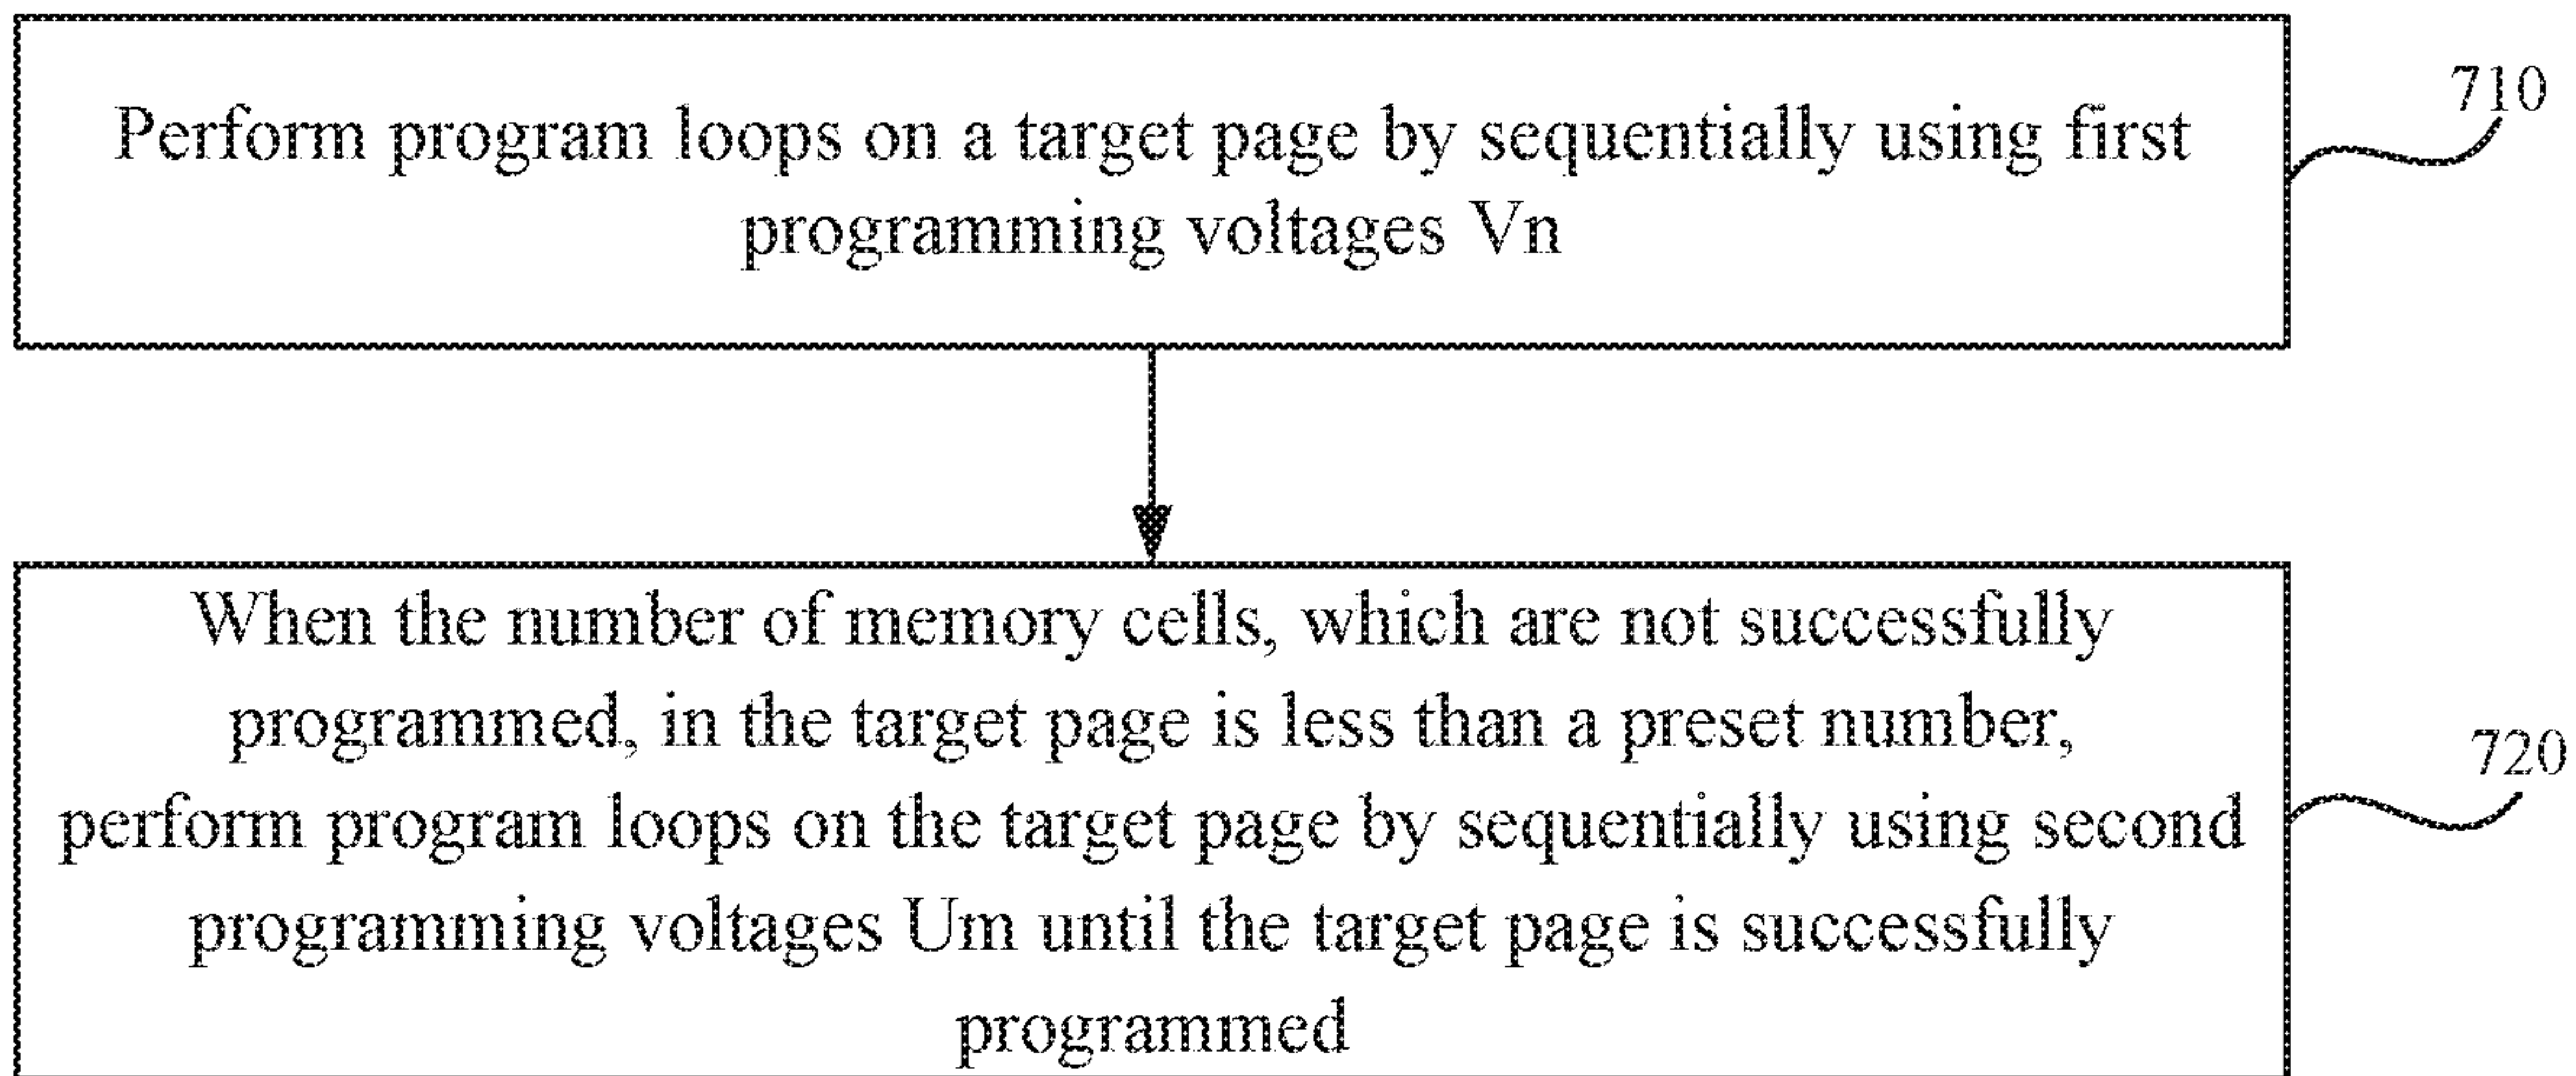 Perform program loops on a target page by sequentially using first
programming voltages Vn
710
When the number of memory cells, which are not successfully
programmed, in the target page is less than a preset number,
perform program loops on the target page by sequentially using second
programming voltages Um until the target page is successfully
programmed
720